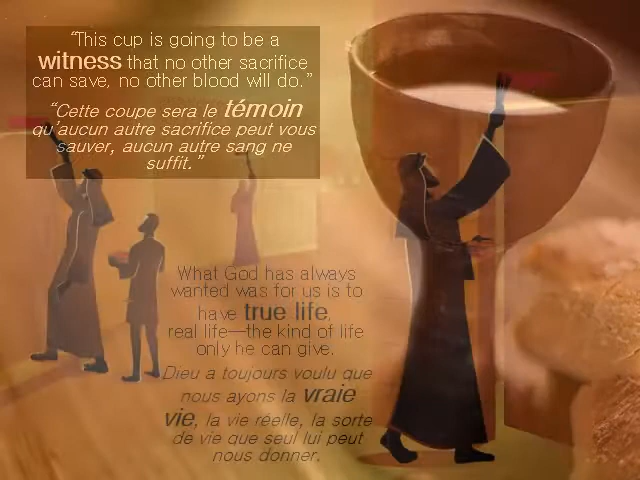 “This cup is going to be a
witness that no other sacrifice
can save, no other blood will do.”
“Cette coupe sera le témoin
qu’aucun autre sacrifice peut vous
sauver, aucun autre sang ne
suffit.”
What God has always
wanted was for us is to
have true life,
real life—the kind of life
only he can give.
Dieu a toujours voulu que
nous ayons la vraie
vie, la vie réelle, la sorte
de vie que seul lui peut
nous donner.